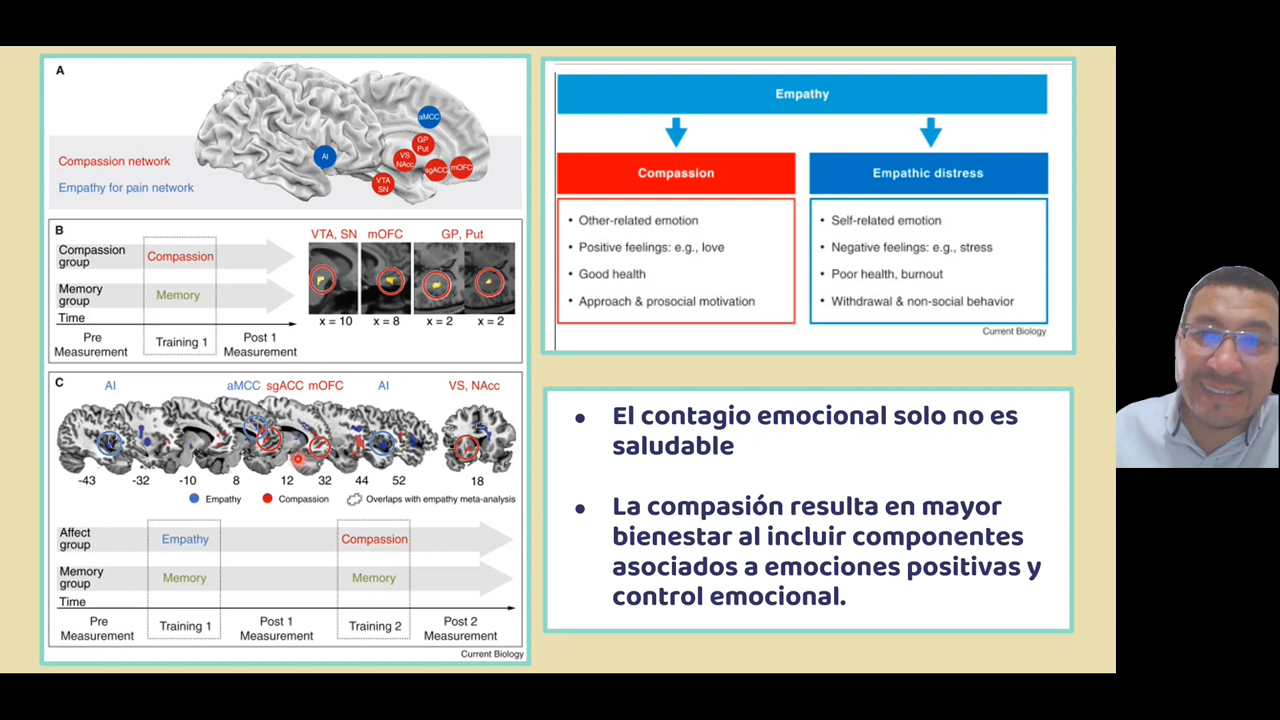 A
Compassion network
Empathy for pain network
aMCC
AI
GP
Put
VS
NAcc
sgACC
mOFC
VTA
SN
B
Compassion
group
Compassion
Memory
group
Memory
Time
Pre
Measurement
Training 1
Post 1
Measurement
VTA, SN
mOFC
GP, Put
x = 10
x = 8
x = 2
x = 2
C
AI
aMCC
sgACC
mOFC
AI
VS, NAcc
-43
-32
-10
8
12
32
44
52
18
Empathy
Compassion
Overlaps with empathy meta-analysis
Affect
group
Empathy
Compassion
Memory
group
Memory
Memory
Time
Pre
Measurement
Training 1
Post 1
Measurement
Training 2
Post 2
Measurement
Current Biology
Empathy
Compassion
• Other-related emotion
• Positive feelings: e.g., love
• Good health
• Approach & prosocial motivation
Empathic distress
• Self-related emotion
• Negative feelings: e.g., stress
• Poor health, burnout
• Withdrawal & non-social behavior
Current Biology
• El contagio emocional solo no es
saludable
• La compasión resulta en mayor
bienestar al incluir componentes
asociados a emociones positivas y
control emocional.